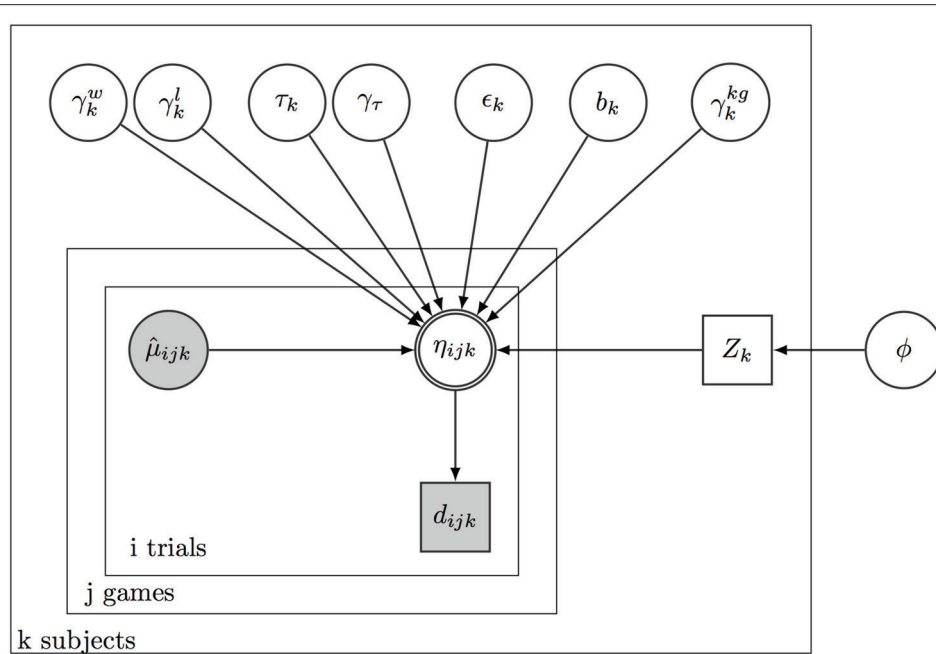 γ_k^w γ_k^l τ_k γ_τ ϵ_k b_k γ_k^{kg}
μ̂_{ijk} η_{ijk} Z_k ϕ
d_{ijk}
i trials
j games
k subjects